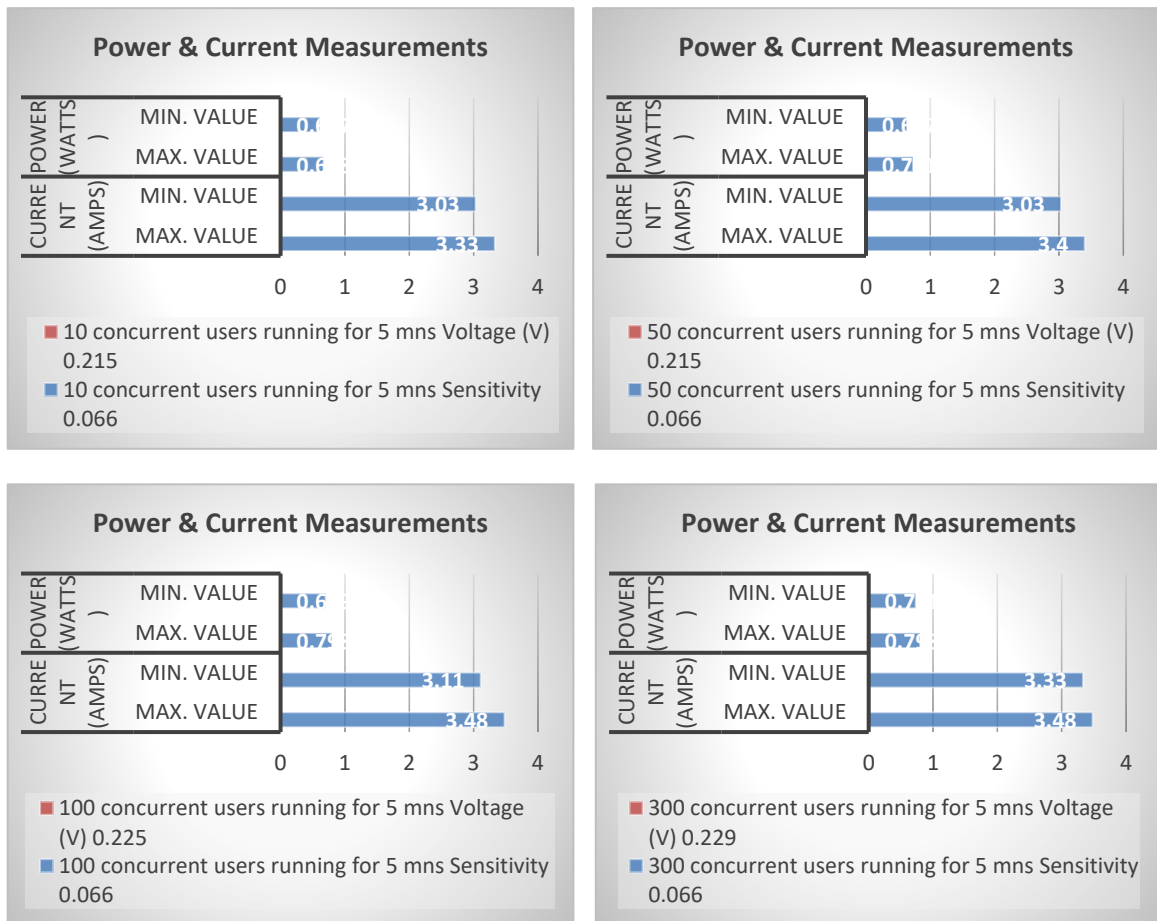 Power & Current Measurements
POWER
(WATTS
)
MIN. VALUE
MAX. VALUE
CURRE
NT
(AMPS)
MIN. VALUE
MAX. VALUE
3.03
3.33
0 1 2 3 4
10 concurrent users running for 5 mns Voltage (V)
0.215
10 concurrent users running for 5 mns Sensitivity
0.066
Power & Current Measurements
POWER
(WATTS
)
MIN. VALUE
MAX. VALUE
CURRE
NT
(AMPS)
MIN. VALUE
MAX. VALUE
3.03
3.4
0 1 2 3 4
50 concurrent users running for 5 mns Voltage (V)
0.215
50 concurrent users running for 5 mns Sensitivity
0.066
Power & Current Measurements
POWER
(WATTS
)
MIN. VALUE
MAX. VALUE
CURRE
NT
(AMPS)
MIN. VALUE
MAX. VALUE
3.11
3.48
0 1 2 3 4
100 concurrent users running for 5 mns Voltage
(V) 0.225
100 concurrent users running for 5 mns Sensitivity
0.066
Power & Current Measurements
POWER
(WATTS
)
MIN. VALUE
MAX. VALUE
CURRE
NT
(AMPS)
MIN. VALUE
MAX. VALUE
3.33
3.48
0 1 2 3 4
300 concurrent users running for 5 mns Voltage
(V) 0.229
300 concurrent users running for 5 mns Sensitivity
0.066